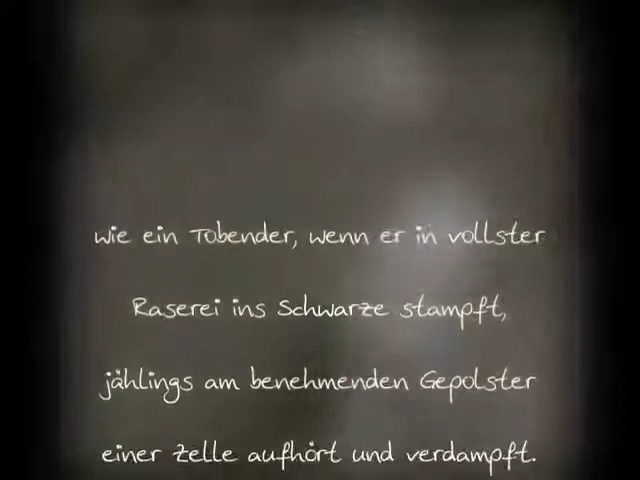 wie ein Tobender, wenn er in vollster
Raserei ins Schwarze stampft,
jählings am benehmenden Gepolster
einer Zelle aufhört und verdampft.